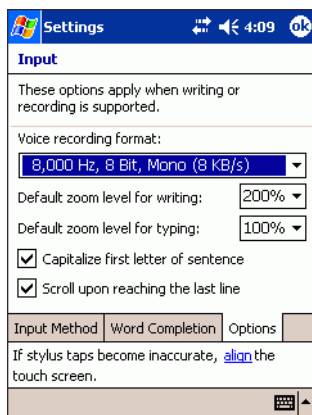 Settings 4:09 ok
Input
These options apply when writing or
recording is supported.
Voice recording format:
8,000 Hz, 8 Bit, Mono (8 KB/s)
Default zoom level for writing: 200%
Default zoom level for typing: 100%
Capitalize first letter of sentence
Scroll upon reaching the last line
Input Method Word Completion Options
If stylus taps become inaccurate, align the
touch screen.